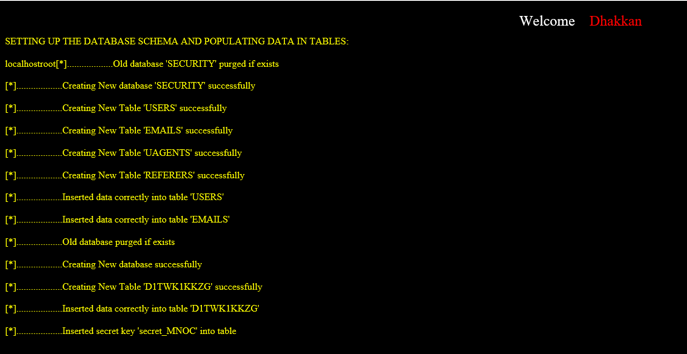 Welcome Dhakkan
SETTING UP THE DATABASE SCHEMA AND POPULATING DATA IN TABLES:
localhostroot[*]...................Old database 'SECURITY' purged if exists
[*]...................Creating New database 'SECURITY' successfully
[*]...................Creating New Table 'USERS' successfully
[*]...................Creating New Table 'EMAILS' successfully
[*]...................Creating New Table 'UAGENTS' successfully
[*]...................Creating New Table 'REFERERS' successfully
[*]...................Inserted data correctly into table 'USERS'
[*]...................Inserted data correctly into table 'EMAILS'
[*]...................Old database purged if exists
[*]...................Creating New database successfully
[*]...................Creating New Table 'D1TWK1KKZG' successfully
[*]...................Inserted data correctly into table 'D1TWK1KKZG'
[*]...................Inserted secret key 'secret_MNOC' into table